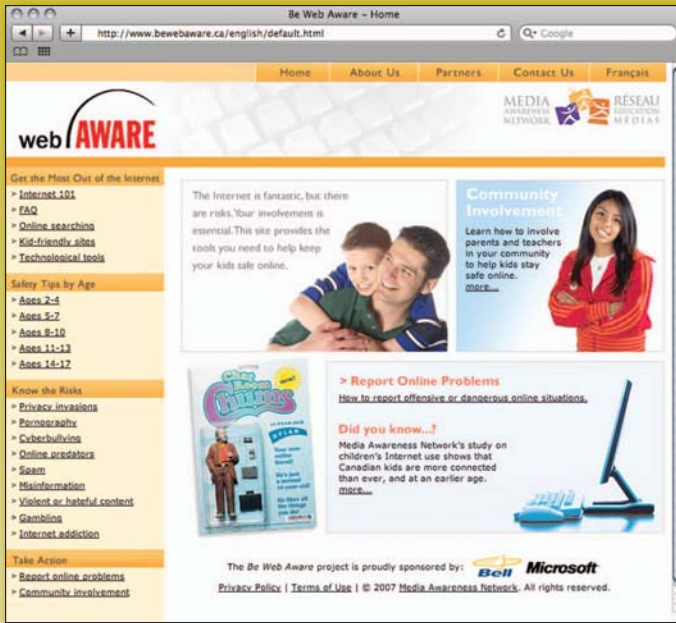 Be Web Aware – Home
http://www.bewebaware.ca/english/default.html
Google
Home About Us Partners Contact Us Français
web AWARE
MEDIA AWARENESS NETWORK
RÉSEAU ÉDUCATION MÉDIAS
Get the Most Out of the Internet
Internet 101
FAQ
Online searching
Kid-friendly sites
Technological tools
Safety Tips by Age
Ages 2-4
Ages 5-7
Ages 8-10
Ages 11-13
Ages 14-17
Know the Risks
Privacy invasions
Pornography
Cyberbullying
Online predators
Spam
Misinformation
Violent or hateful content
Gambling
Internet addiction
Take Action
Report online problems
Community involvement
The Internet is fantastic, but there
are risks. Your involvement is
essential. This site provides the
tools you need to help keep
your kids safe online.
Community
Involvement
Learn how to involve
parents and teachers
in your community
to help kids stay
safe online.
more...
Chat
Room
Chums
new!
DYLAN
Your new
online
friend!
He's just
a normal
> Report Online Problems
How to report offensive or dangerous online situations.
Did you know...?
Media Awareness Network's study on
children's Internet use shows that
Canadian kids are more connected
than ever, and at an earlier age.
more...
The Be Web Aware project is proudly sponsored by: Bell Microsoft
Privacy Policy | Terms of Use | © 2007 Media Awareness Network. All rights reserved.